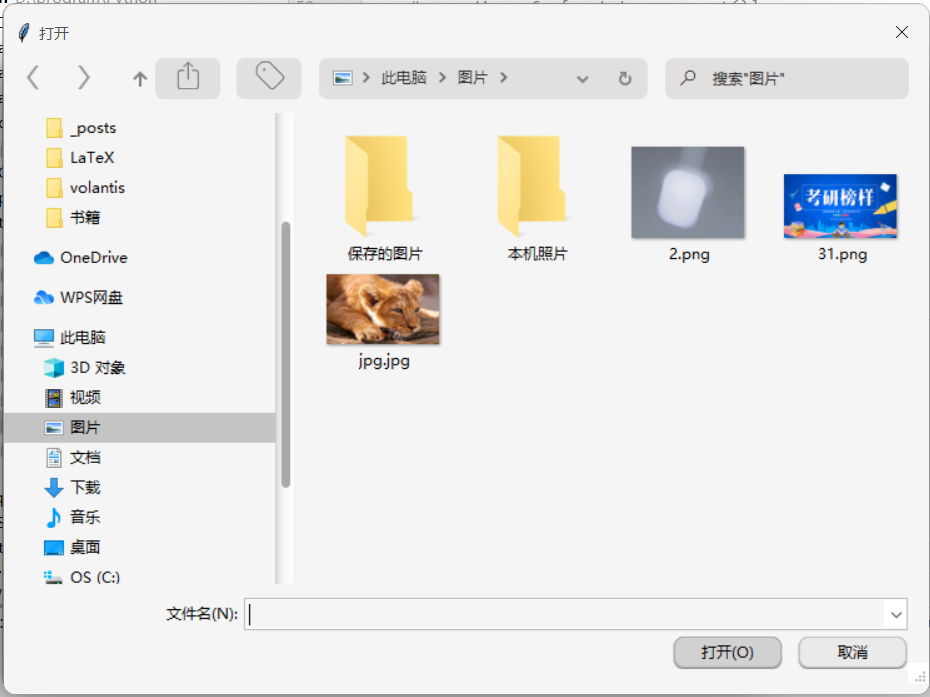 打开
此电脑
图片
搜索"图片"
_posts
LaTeX
volantis
书籍
OneDrive
WPS网盘
此电脑
3D 对象
视频
图片
文档
下载
音乐
桌面
OS (C:)
保存的图片
本机照片
2.png
考研榜样
31.png
jpg.jpg
文件名(N):
打开(O)
取消